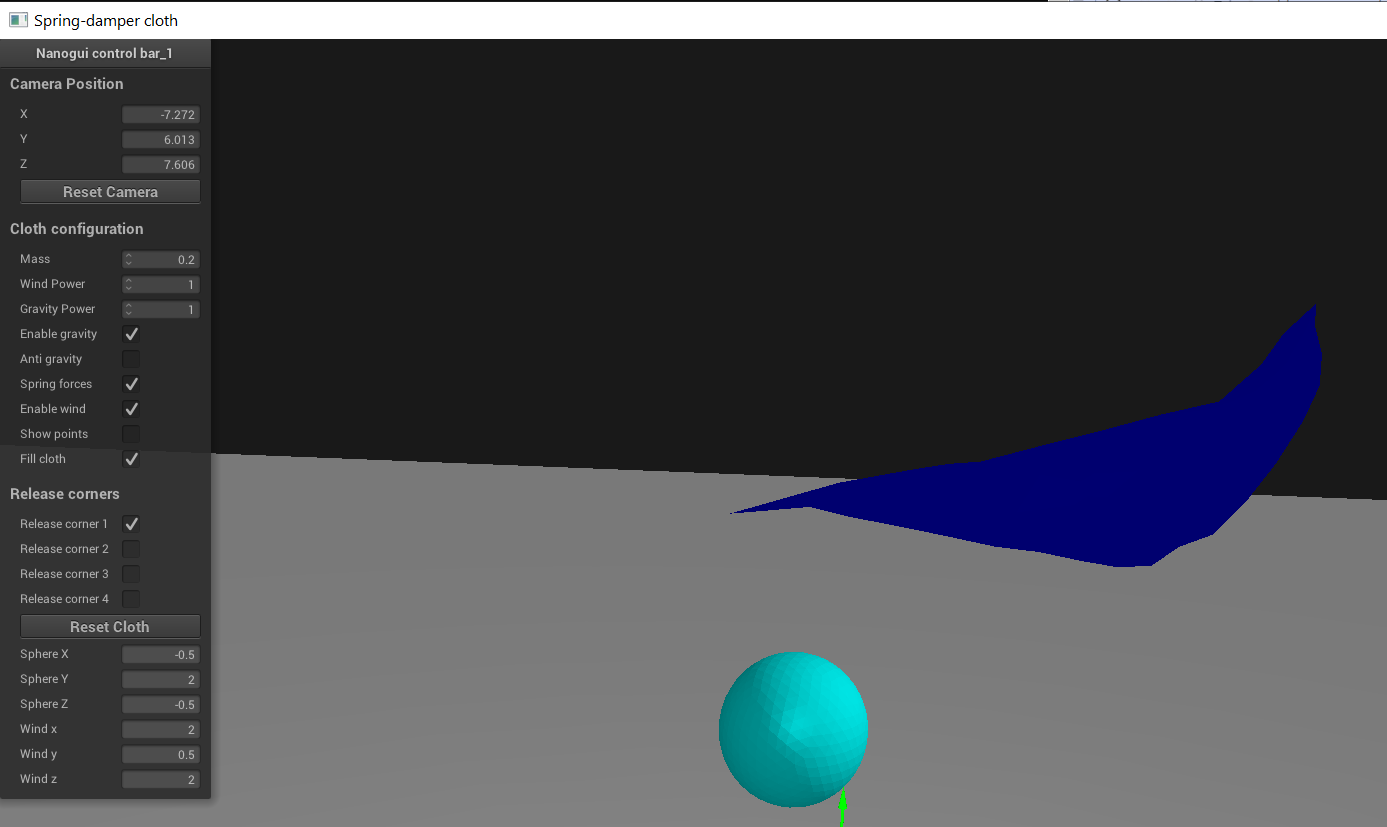 Spring-damper cloth
Nanogui control bar_1
Camera Position
X -7.272
Y 6.013
Z 7.606
Reset Camera
Cloth configuration
Mass 0.2
Wind Power 1
Gravity Power 1
Enable gravity
Anti gravity
Spring forces
Enable wind
Show points
Fill cloth
Release corners
Release corner 1
Release corner 2
Release corner 3
Release corner 4
Reset Cloth
Sphere X -0.5
Sphere Y 2
Sphere Z -0.5
Wind x 2
Wind y 0.5
Wind z 2